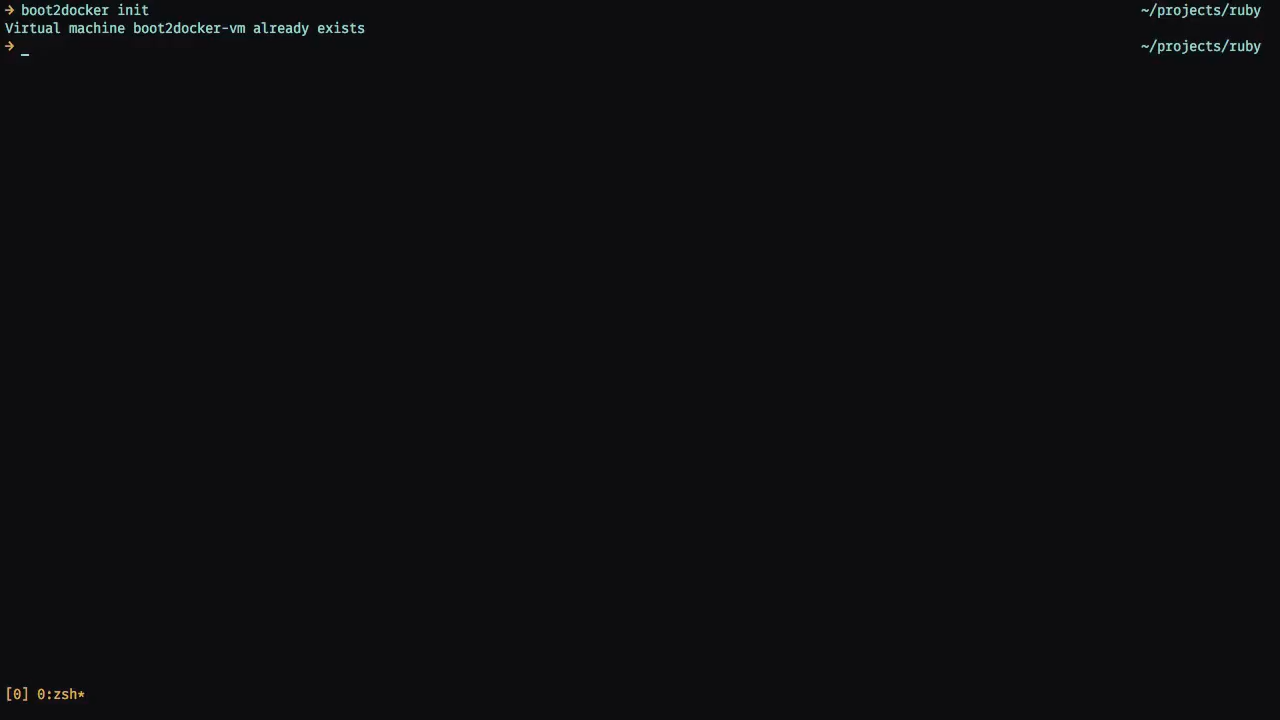 → boot2docker init ~/projects/ruby
Virtual machine boot2docker-vm already exists
→ _ ~/projects/ruby
[0] 0:zsh*